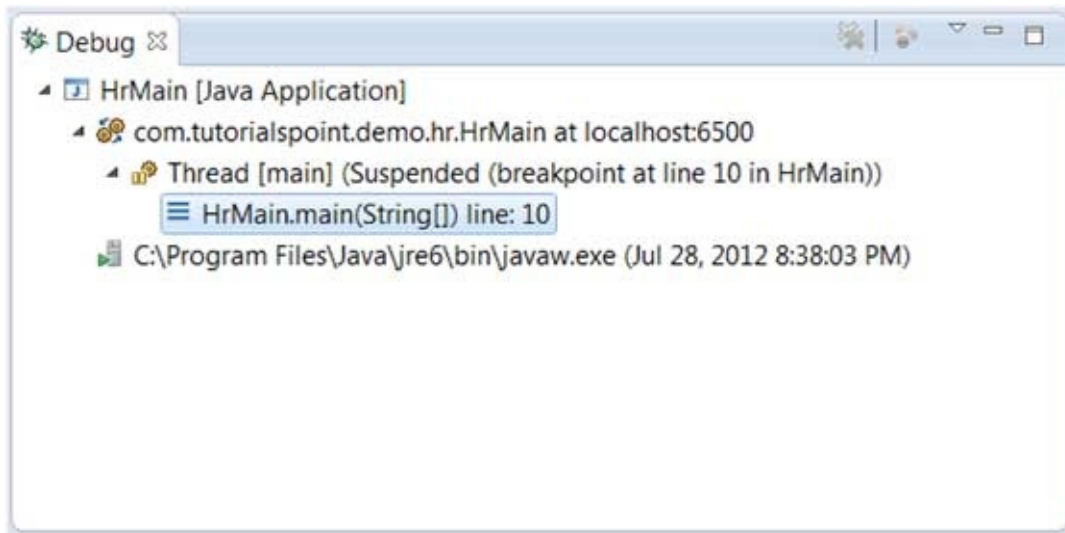 Debug
HrMain [Java Application]
com.tutorialspoint.demo.hr.HrMain at localhost:6500
Thread [main] (Suspended (breakpoint at line 10 in HrMain))
HrMain.main(String[]) line: 10
C:\Program Files\Java\jre6\bin\javaw.exe (Jul 28, 2012 8:38:03 PM)